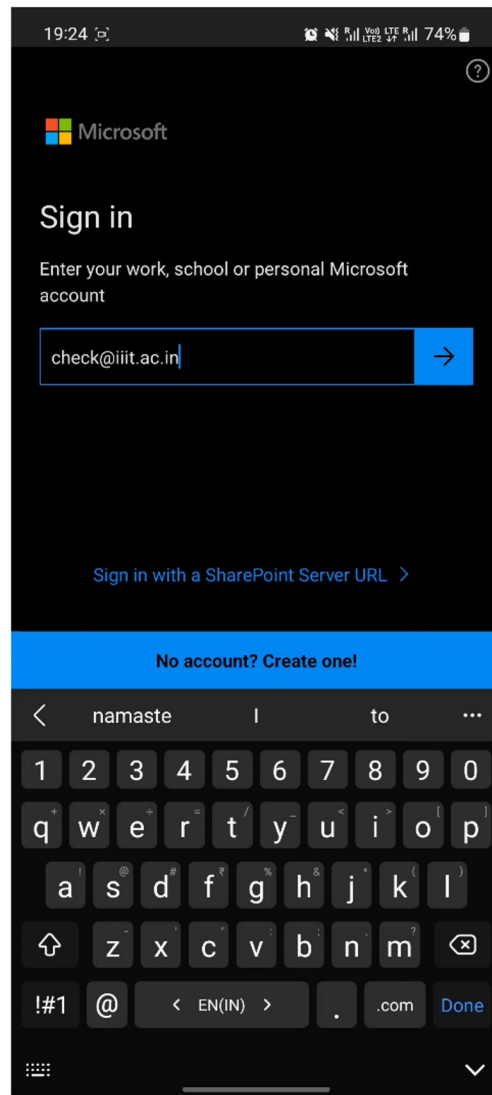 19:24 74%
?
Microsoft
Sign in
Enter your work, school or personal Microsoft
account
check@iiit.ac.in
Sign in with a SharePoint Server URL
No account? Create one!
namaste I to ...
1 2 3 4 5 6 7 8 9 0
q w e r t y u i o p
a s d f g h j k l
z x c v b n m
!#1 @ < EN(IN) > . .com Done